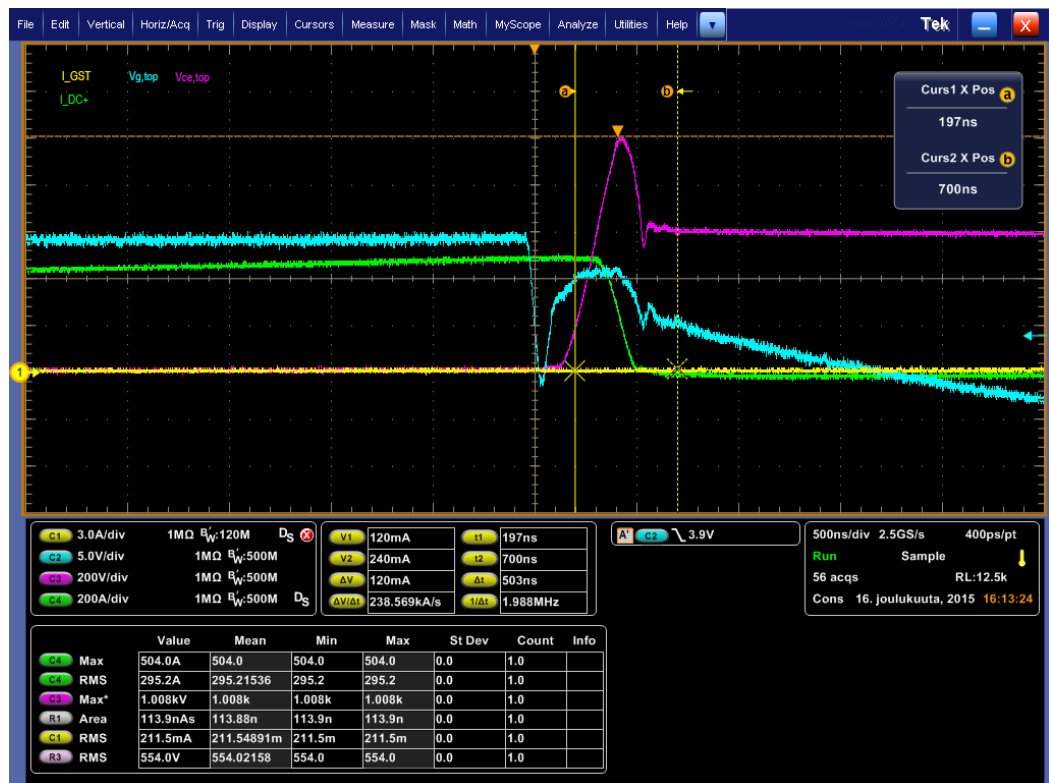 File Edit Vertical Horiz/Acq Trig Display Cursors Measure Mask Math MyScope Analyze Utilities Help Tek X
I_GST Vg,top Vce,top
I_DC+
a b
Curs1 X Pos a
197ns
Curs2 X Pos b
700ns
1
C1 3.0A/div 1MΩ BW:120M DS X
C2 5.0V/div 1MΩ BW:500M
C3 200V/div 1MΩ BW:500M
C4 200A/div 1MΩ BW:500M DS
V1 120mA t1 197ns
V2 240mA t2 700ns
ΔV 120mA Δt 503ns
ΔV/Δt 238.569kA/s 1/Δt 1.988MHz
A' C2 3.9V
500ns/div 2.5GS/s 400ps/pt
Run Sample
56 acqs RL:12.5k
Cons 16. joulukuuta, 2015 16:13:24
Value Mean Min Max St Dev Count Info
C4 Max 504.0A 504.0 504.0 504.0 0.0 1.0
C4 RMS 295.2A 295.21536 295.2 295.2 0.0 1.0
C3 Max* 1.008kV 1.008k 1.008k 1.008k 0.0 1.0
R1 Area 113.9nAs 113.88n 113.9n 113.9n 0.0 1.0
C1 RMS 211.5mA 211.54891m 211.5m 211.5m 0.0 1.0
R3 RMS 554.0V 554.02158 554.0 554.0 0.0 1.0